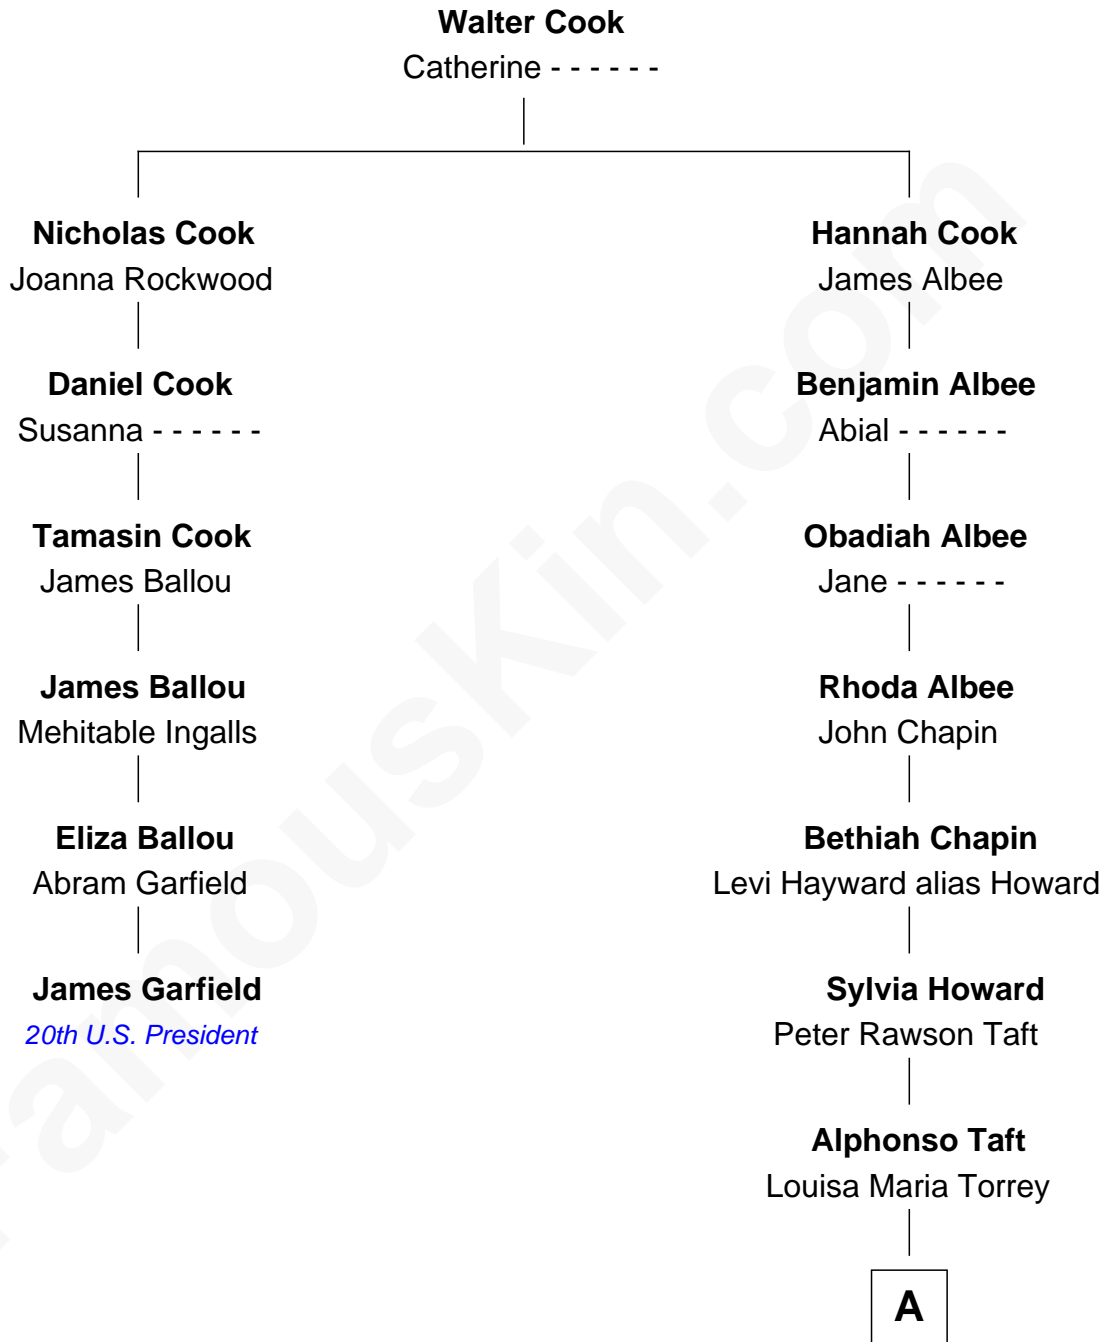 Walter Cook
Catherine - - - - - -
Nicholas Cook
Joanna Rockwood
Hannah Cook
James Albee
Daniel Cook
Susanna - - - - - -
Benjamin Albee
Abial - - - - - -
Tamasin Cook
James Ballou
Obadiah Albee
Jane - - - - - -
James Ballou
Mehitable Ingalls
Rhoda Albee
John Chapin
Eliza Ballou
Abram Garfield
Bethiah Chapin
Levi Hayward alias Howard
James Garfield
20th U.S. President
Sylvia Howard
Peter Rawson Taft
Alphonso Taft
Louisa Maria Torrey
A
FamousKin.com